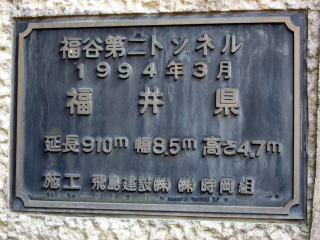 福谷第二トンネル
1994年3月
福井県
延長910m 幅8.5m 高さ4.7m
施工 飛島建設㈱ ㈱時岡組